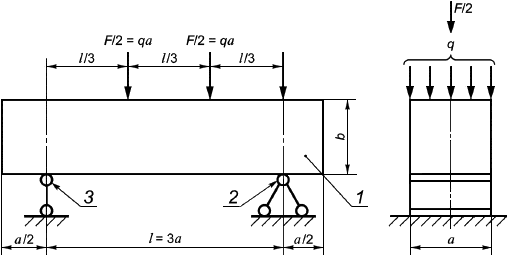 F/2 = qa
F/2 = qa
l/3
l/3
l/3
b
3
2
1
a/2
l = 3a
a/2
F/2
q
a